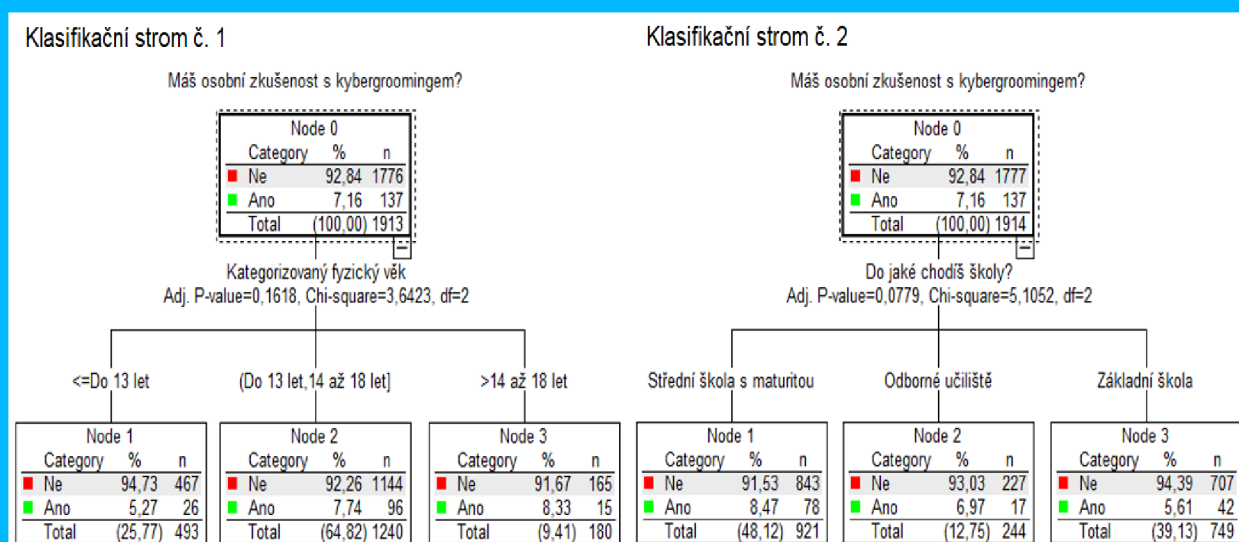 Klasifikační strom č. 1
Máš osobní zkušenost s kybergroomingem?
Node 0
Category % n
Ne 92,84 1776
Ano 7,16 137
Total (100,00) 1913
Kategorizovaný fyzický věk
Adj. P-value=0,1618, Chi-square=3,6423, df=2
<=Do 13 let
(Do 13 let,14 až 18 let]
>14 až 18 let
Node 1
Category % n
Ne 94,73 467
Ano 5,27 26
Total (25,77) 493
Node 2
Category % n
Ne 92,26 1144
Ano 7,74 96
Total (64,82) 1240
Node 3
Category % n
Ne 91,67 165
Ano 8,33 15
Total (9,41) 180
Klasifikační strom č. 2
Máš osobní zkušenost s kybergroomingem?
Node 0
Category % n
Ne 92,84 1777
Ano 7,16 137
Total (100,00) 1914
Do jaké chodíš školy?
Adj. P-value=0,0779, Chi-square=5,1052, df=2
Střední škola s maturitou
Odborné učiliště
Základní škola
Node 1
Category % n
Ne 91,53 843
Ano 8,47 78
Total (48,12) 921
Node 2
Category % n
Ne 93,03 227
Ano 6,97 17
Total (12,75) 244
Node 3
Category % n
Ne 94,39 707
Ano 5,61 42
Total (39,13) 749